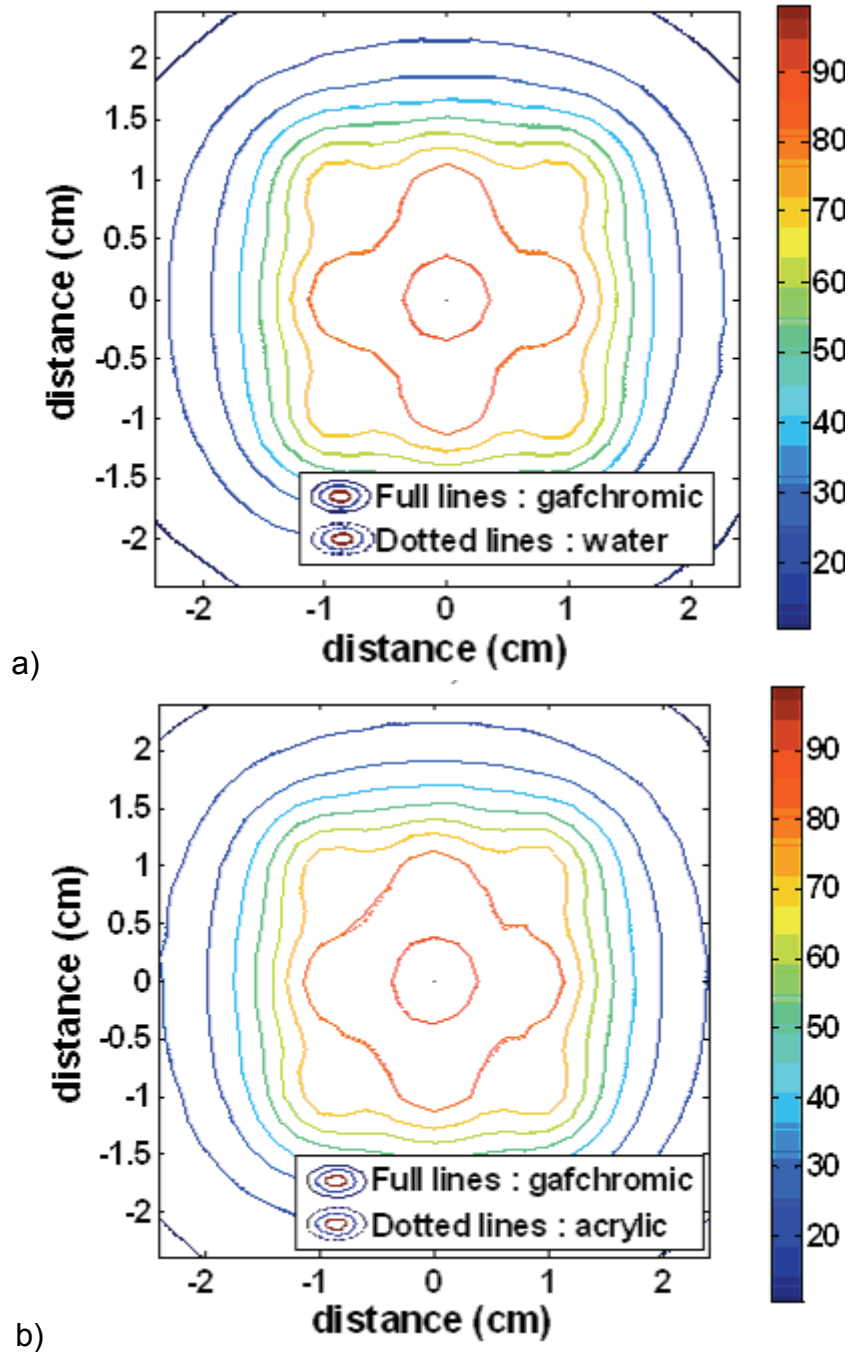 2
1.5
1
0.5
0
-0.5
-1
-1.5
-2
distance (cm)
-2 -1 0 1 2
distance (cm)
90
80
70
60
50
40
30
20
Full lines : gafchromic
Dotted lines : water
a)
2
1.5
1
0.5
0
-0.5
-1
-1.5
-2
distance (cm)
-2 -1 0 1 2
distance (cm)
90
80
70
60
50
40
30
20
Full lines : gafchromic
Dotted lines : acrylic
b)